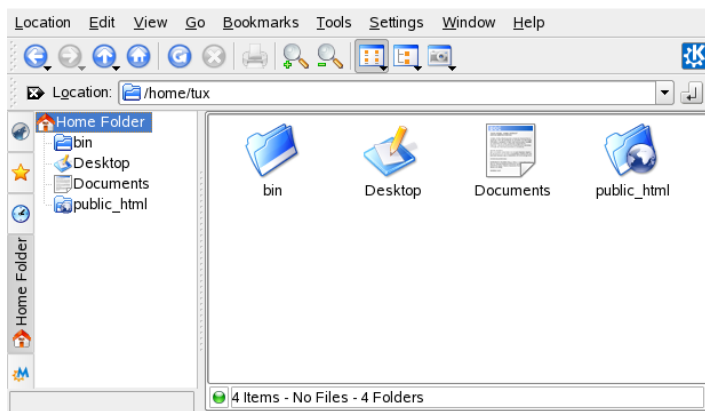 Location Edit View Go Bookmarks Tools Settings Window Help
Location: /home/tux
Home Folder
bin
Desktop
Documents
public_html
Home Folder
bin Desktop Documents public_html
4 Items - No Files - 4 Folders